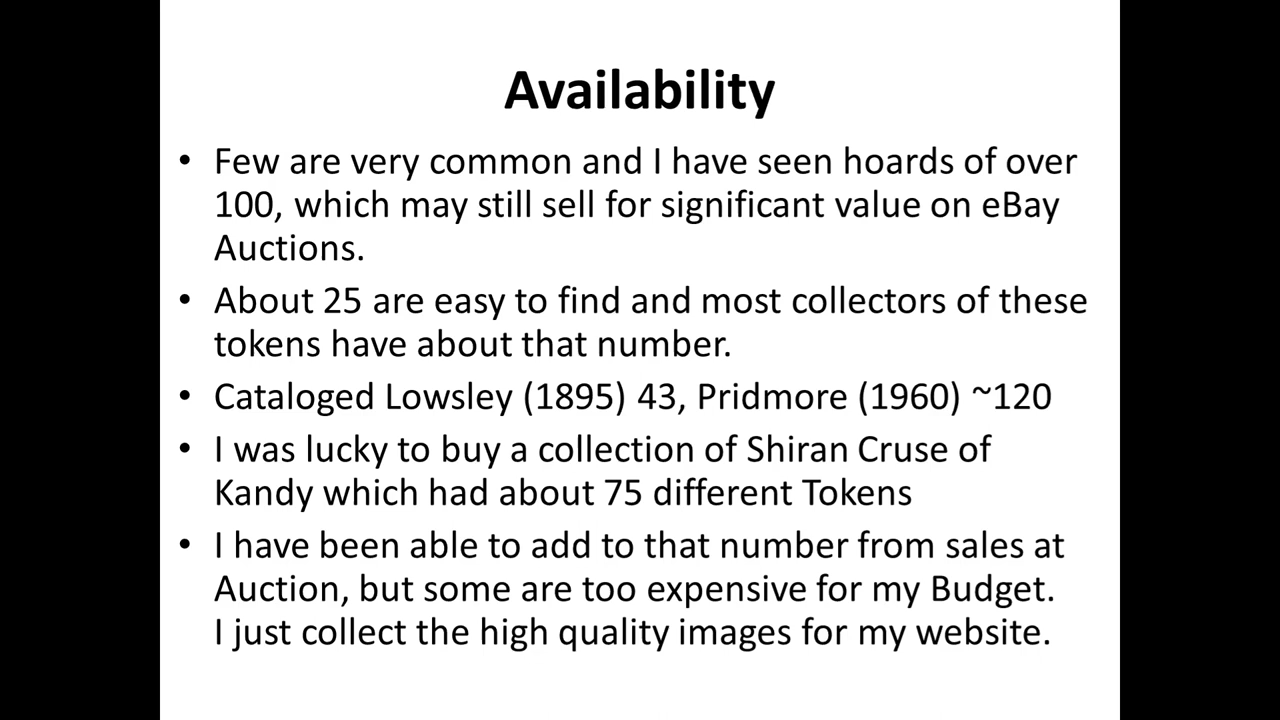 Availability
• Few are very common and I have seen hoards of over
100, which may still sell for significant value on eBay
Auctions.
• About 25 are easy to find and most collectors of these
tokens have about that number.
• Cataloged Lowsley (1895) 43, Pridmore (1960) ~120
• I was lucky to buy a collection of Shiran Cruse of
Kandy which had about 75 different Tokens
• I have been able to add to that number from sales at
Auction, but some are too expensive for my Budget.
I just collect the high quality images for my website.